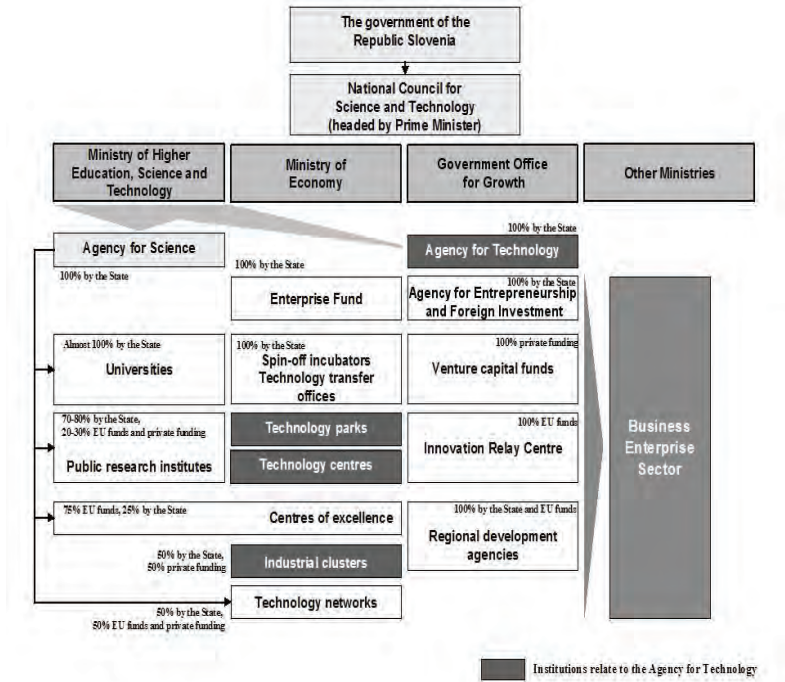 The government of the
Republic Slovenia
National Council for
Science and Technology
(headed by Prime Minister)
Ministry of Higher
Education, Science and
Technology
Ministry of
Economy
Government Office
for Growth
Other Ministries
100% by the State
Agency for Science
Agency for Technology
100% by the State
100% by the State
100% by the State
Enterprise Fund
Agency for Entrepreneurship
and Foreign Investment
Almost 100% by the State
Universities
100% by the State
Spin-off incubators
Technology transfer
offices
100% private funding
Venture capital funds
70-80% by the State,
20-30% EU funds and private funding
Public research institutes
Technology parks
Technology centres
100% EU funds
Innovation Relay Centre
Business
Enterprise
Sector
75% EU funds, 25% by the State
Centres of excellence
100% by the State and EU funds
Regional development
agencies
50% by the State,
50% private funding
Industrial clusters
Technology networks
50% by the State,
50% EU funds and private funding
Institutions relate to the Agency for Technology